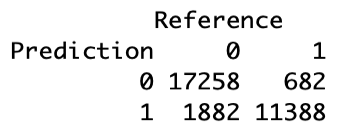 Reference
Prediction 0 1
0 17258 682
1 1882 11388